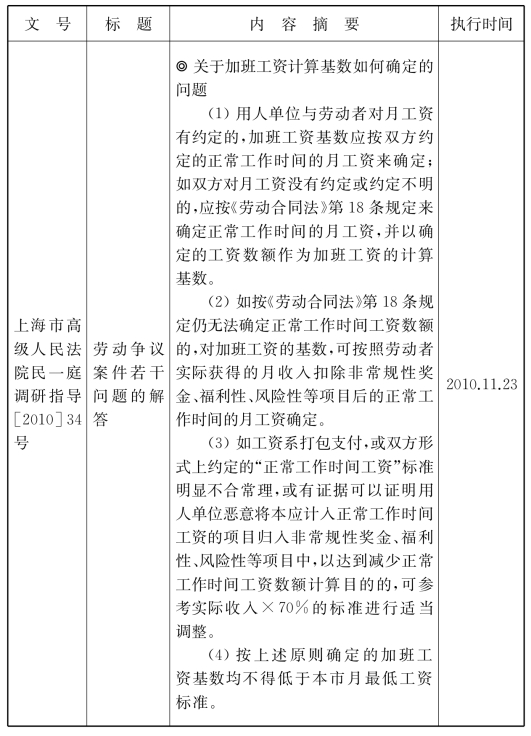 文 号 标 题 内 容 摘 要 执行时间
上海市高
级人民法
院民一庭
调研指导
[2010]34
号
劳动争议
案件若干
问题的解
答
◎ 关于加班工资计算基数如何确定的
问题
(1) 用人单位与劳动者对月工资
有约定的,加班工资基数应按双方约
定的正常工作时间的月工资来确定;
如双方对月工资没有约定或约定不明
的,应按《劳动合同法》第 18 条规定来
确定正常工作时间的月工资,并以确
定的工资数额作为加班工资的计算
基数。
(2) 如按《劳动合同法》第 18 条规
定仍无法确定正常工作时间工资数额
的,对加班工资的基数,可按照劳动者
实际获得的月收入扣除非常规性奖
金、福利性、风险性等项目后的正常工
作时间的月工资确定。
(3) 如工资系打包支付,或双方形
式上约定的“正常工作时间工资”标准
明显不合常理,或有证据可以证明用
人单位恶意将本应计入正常工作时间
工资的项目归入非常规性奖金、福利
性、风险性等项目中,以达到减少正常
工作时间工资数额计算目的的,可参
考实际收入×70%的标准进行适当
调整。
(4) 按上述原则确定的加班工
资基数均不得低于本市月最低工资
标准。
2010.11.23